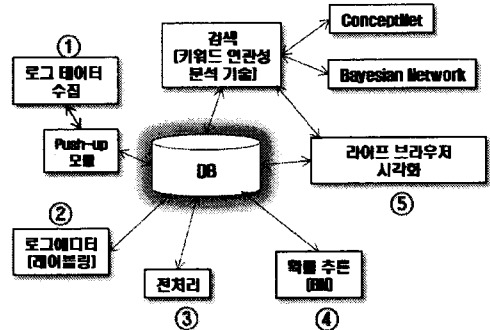 ConceptNet
①
검색
[키워드 연관성
분석 기술]
로그 데이터
수집
Bayesian Network
Push-up
모듈
DB
라이프 브라우저
시각화
②
⑤
로그에디터
[레이블링]
전처리
확률 추론
[BN]
③
④